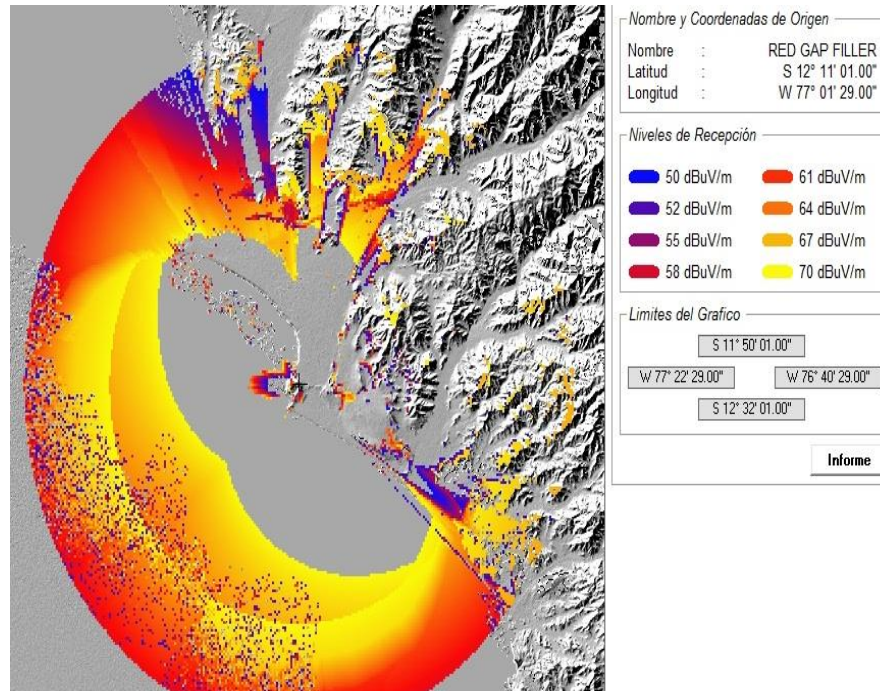 Nombre y Coordenadas de Origen
Nombre : RED GAP FILLER
Latitud : S 12° 11' 01.00"
Longitud : W 77° 01' 29.00"
Niveles de Recepción
50 dBuV/m 61 dBuV/m
52 dBuV/m 64 dBuV/m
55 dBuV/m 67 dBuV/m
58 dBuV/m 70 dBuV/m
Limites del Grafico
S 11° 50' 01.00"
W 77° 22' 29.00" W 76° 40' 29.00"
S 12° 32' 01.00"
Informe